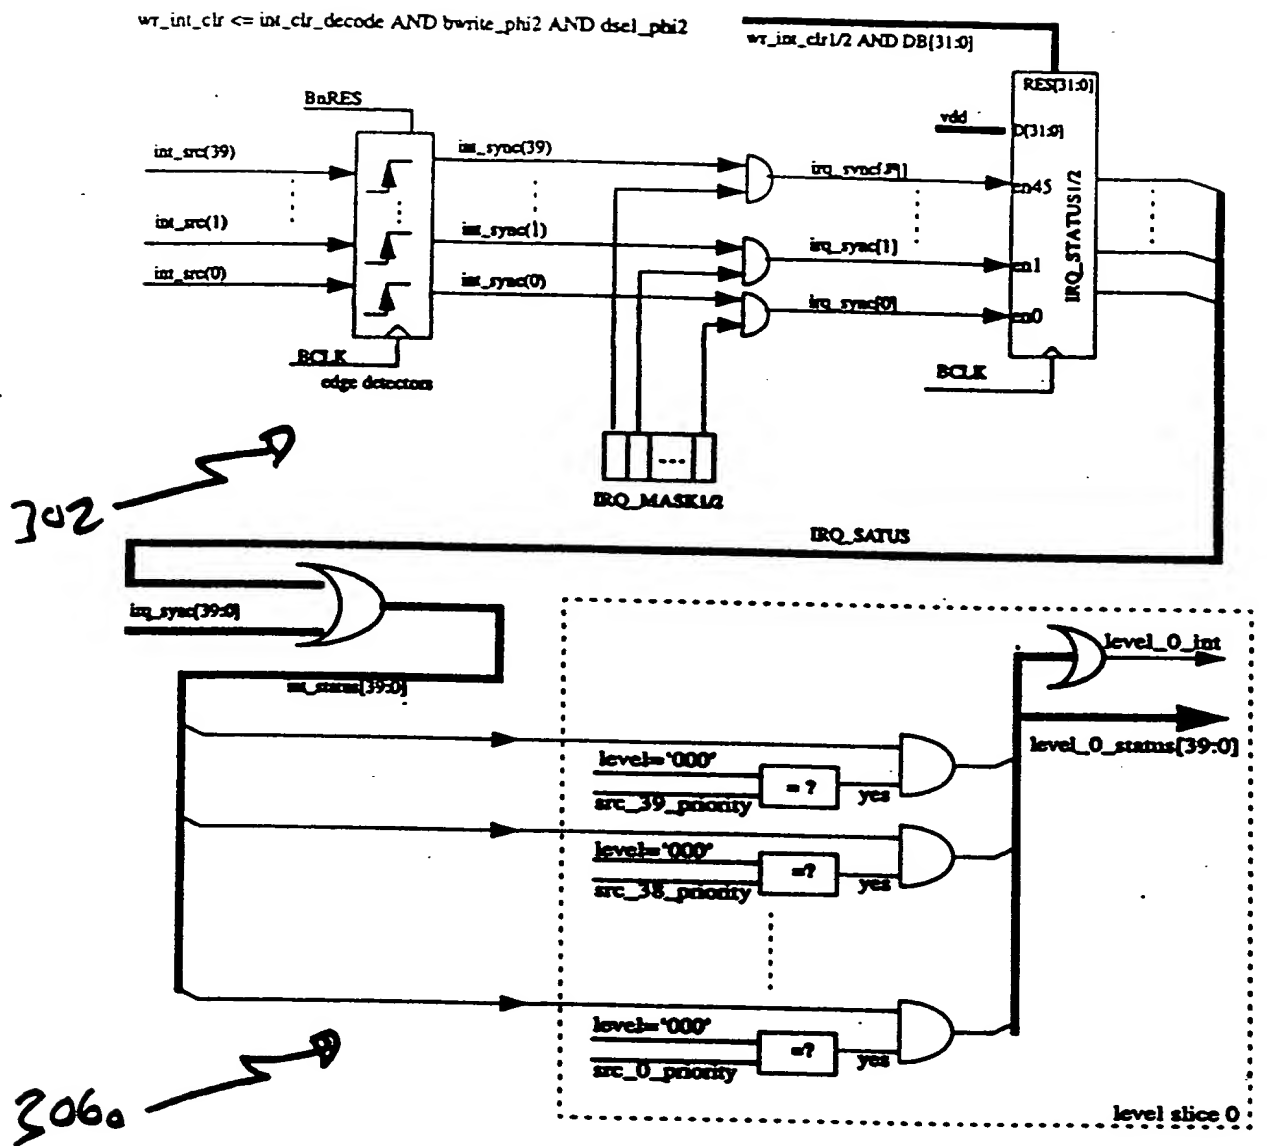 wr_int_clr <= int_clr_decode AND bwrite_phi2 AND dsel_phi2
wr_int_clr1/2 AND DB[31:0]
RES[31:0]
BnRES
vdd
D[31:0]
int_src(39)
int_sync(39)
en45
IRQ_STATUS1/2
int_src(1)
int_sync(1)
irq_sync[1]
en1
int_src(0)
int_sync(0)
irq_sync[0]
en0
BCLK
edge detectors
BCLK
IRQ_MASK1/2
302
IRQ_SATUS
irq_sync[39:0]
int_status[39:0]
level_0_int
level_0_status[39:0]
level='000'
= ?
yes
src_39_priority
level='000'
=?
yes
src_38_priority
level='000'
=?
yes
src_0_priority
306a
level slice 0